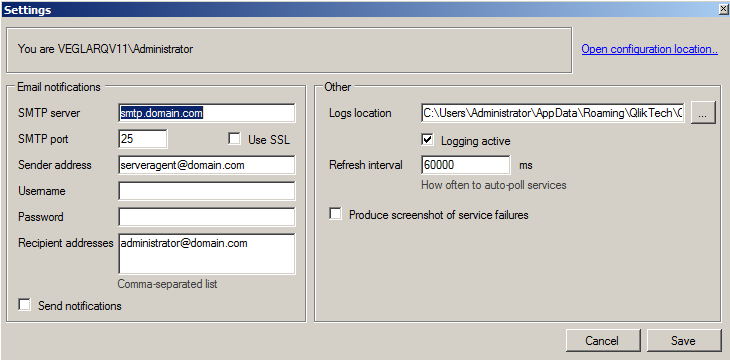 Settings
You are VEGLARQV11\Administrator
Open configuration location..
Email notifications
SMTP server
smtp.domain.com
SMTP port
25
Use SSL
Sender address
serveragent@domain.com
Username
Password
Recipient addresses
administrator@domain.com
Comma-separated list
Send notifications
Other
Logs location
C:\Users\Administrator\AppData\Roaming\QlikTech\
...
Logging active
Refresh interval
60000
ms
How often to auto-poll services
Produce screenshot of service failures
Cancel
Save